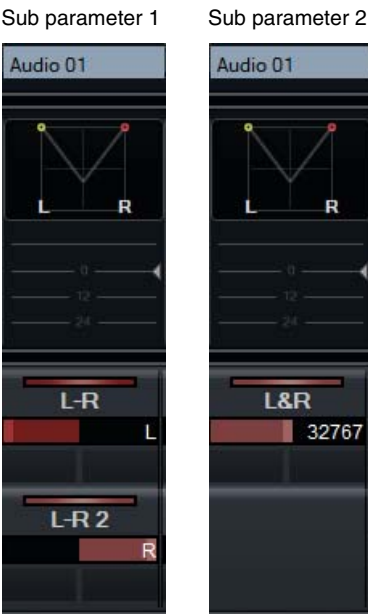 Sub parameter 1
Sub parameter 2
Audio 01
L R
0
12
24
L-R
L
L-R 2
R
Audio 01
L R
0
12
24
L&R
32767